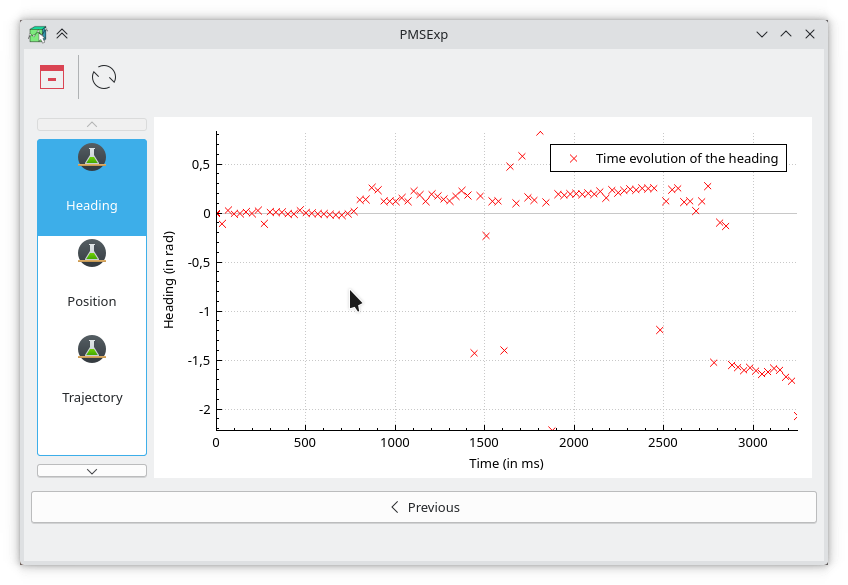 PMSExp
Heading
Position
Trajectory
Time evolution of the heading
Heading (in rad)
0,5
0
-0,5
-1
-1,5
-2
0 500 1000 1500 2000 2500 3000
Time (in ms)
Previous